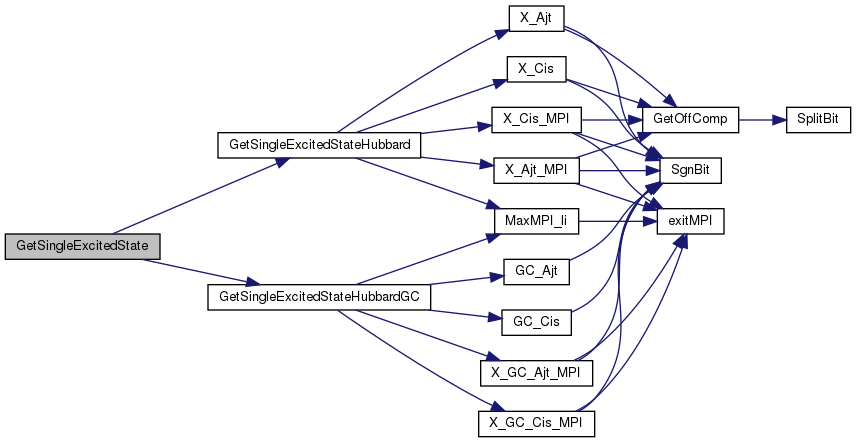 X_Ajt
X_Cis
X_Cis_MPI
GetOffComp
SplitBit
GetSingleExcitedStateHubbard
X_Ajt_MPI
SgnBit
MaxMPI_li
exitMPI
GetSingleExcitedState
GC_Ajt
GetSingleExcitedStateHubbardGC
GC_Cis
X_GC_Ajt_MPI
X_GC_Cis_MPI